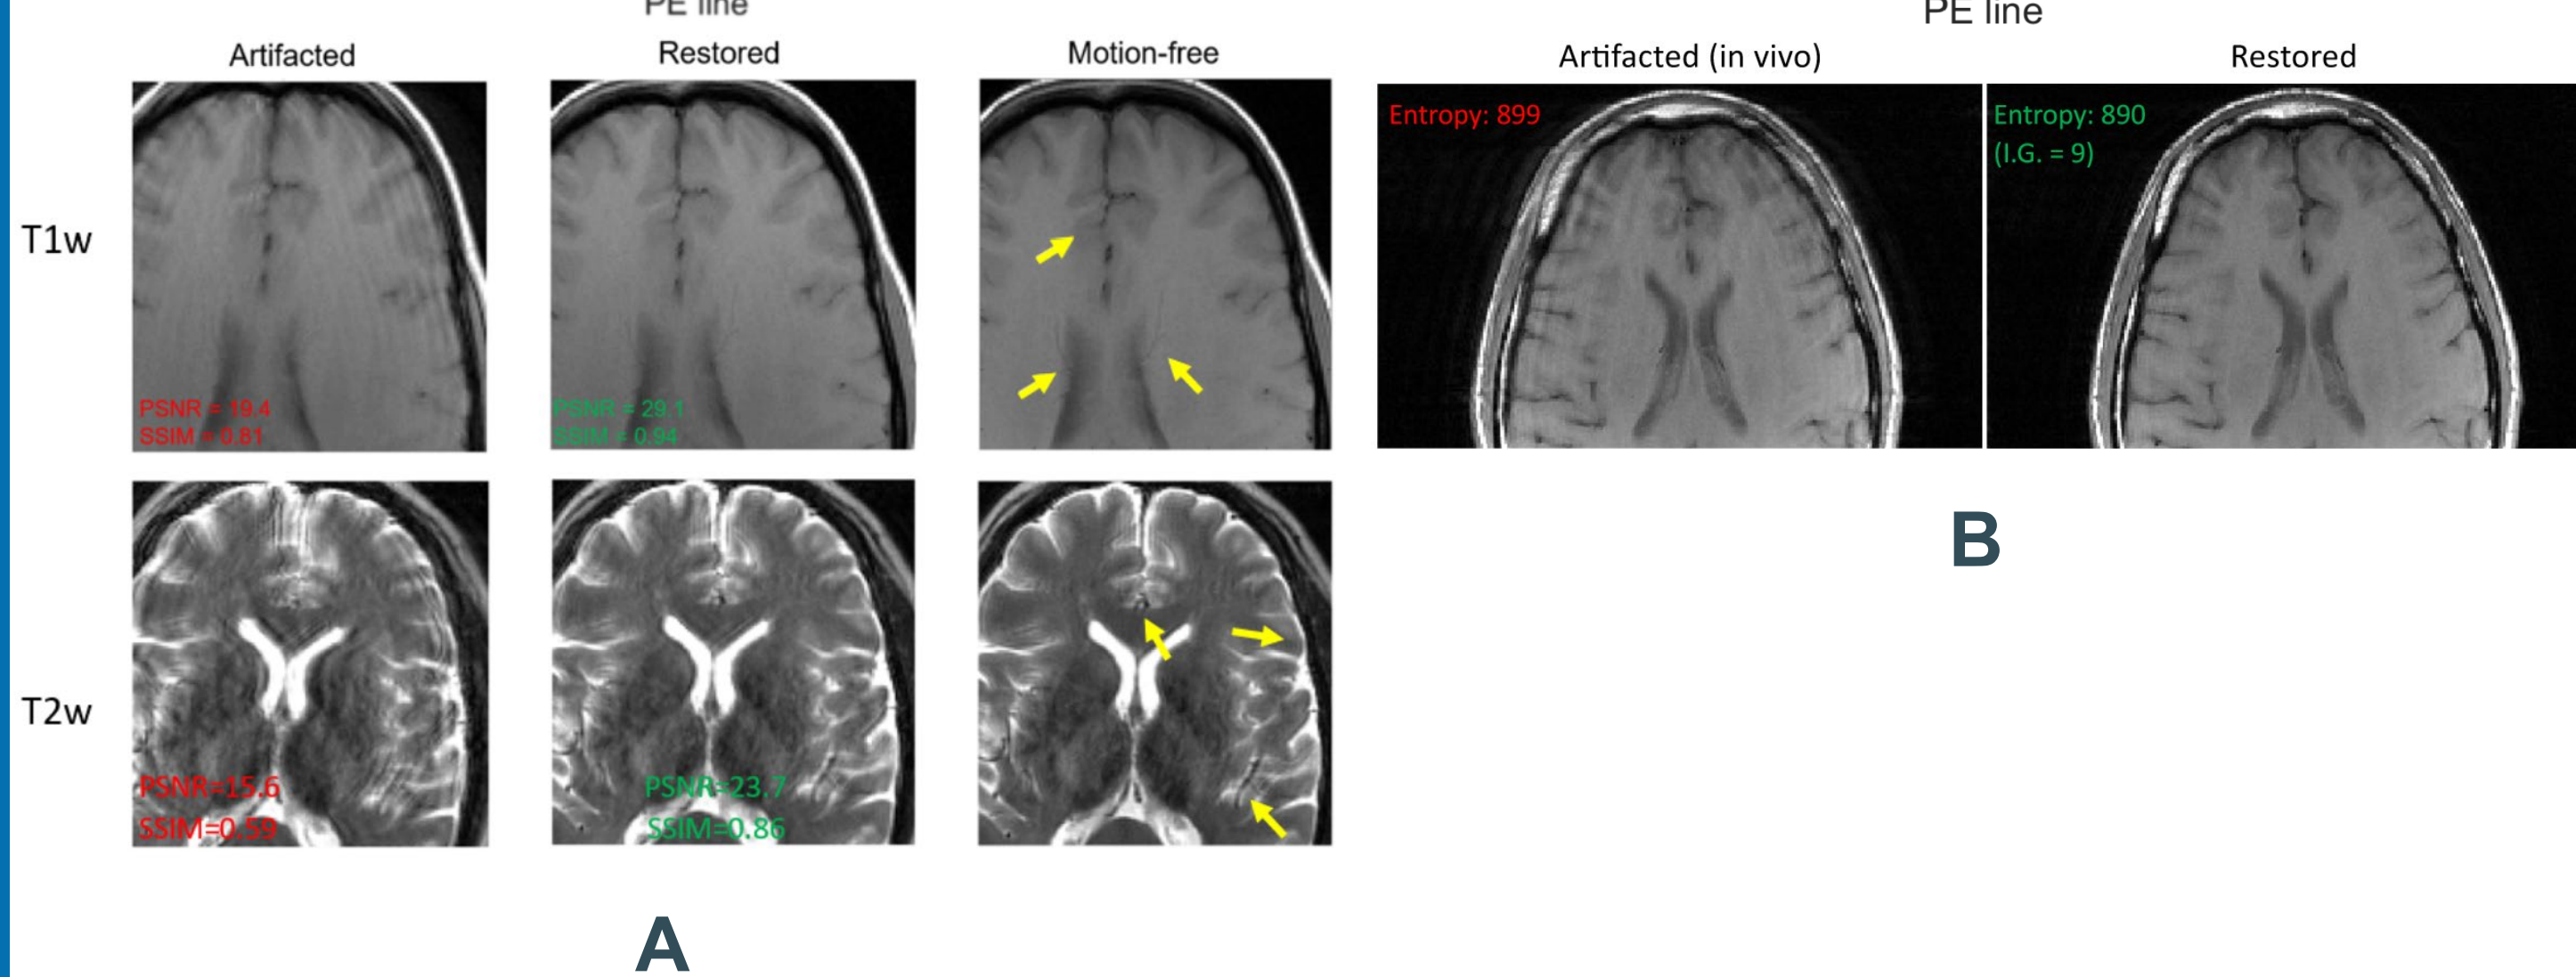 PE line
PE line
Artifacted
Restored
Motion-free
Artifacted (in vivo)
Restored
T1w
PSNR = 19.4
SSIM = 0.81
PSNR = 29.1
SSIM = 0.94
Entropy: 899
Entropy: 890
(I.G. = 9)
T2w
PSNR=15.6
SSIM=0.59
PSNR=23.7
SSIM=0.86
B
A